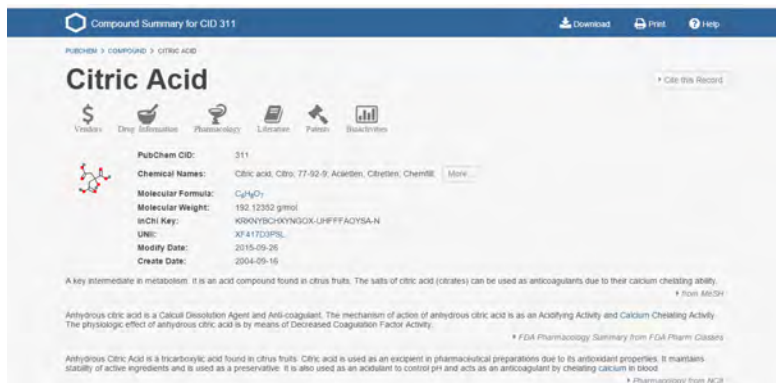 Compound Summary for CID 311
Download Print Help
PUBCHEM > COMPOUND > CITRIC ACID
Citric Acid
Cite this Record
Vendors Drug Information Pharmacology Literature Patents Bioactivities
PubChem CID: 311
Chemical Names: Citric acid; Citro; 77-92-9; Aciletten; Citretten; Chemfill; More...
Molecular Formula: C₆H₈O₇
Molecular Weight: 192.12352 g/mol
InChI Key: KRKNYBCHXYNGOX-UHFFFAOYSA-N
UNII: XF417D3PSL
Modify Date: 2015-09-26
Create Date: 2004-09-16
A key intermediate in metabolism. It is an acid compound found in citrus fruits. The salts of citric acid (citrates) can be used as anticoagulants due to their calcium chelating ability.
from MeSH
Anhydrous citric acid is a Calculi Dissolution Agent and Anti-coagulant. The mechanism of action of anhydrous citric acid is as an Acidifying Activity and Calcium Chelating Activity.
The physiologic effect of anhydrous citric acid is by means of Decreased Coagulation Factor Activity.
FDA Pharmacology Summary from FDA Pharm Classes
Anhydrous Citric Acid is a tricarboxylic acid found in citrus fruits. Citric acid is used as an excipient in pharmaceutical preparations due to its antioxidant properties. It maintains
stability of active ingredients and is used as a preservative. It is also used as an acidulant to control pH and acts as an anticoagulant by chelating calcium in blood.
Pharmacology from NCIt